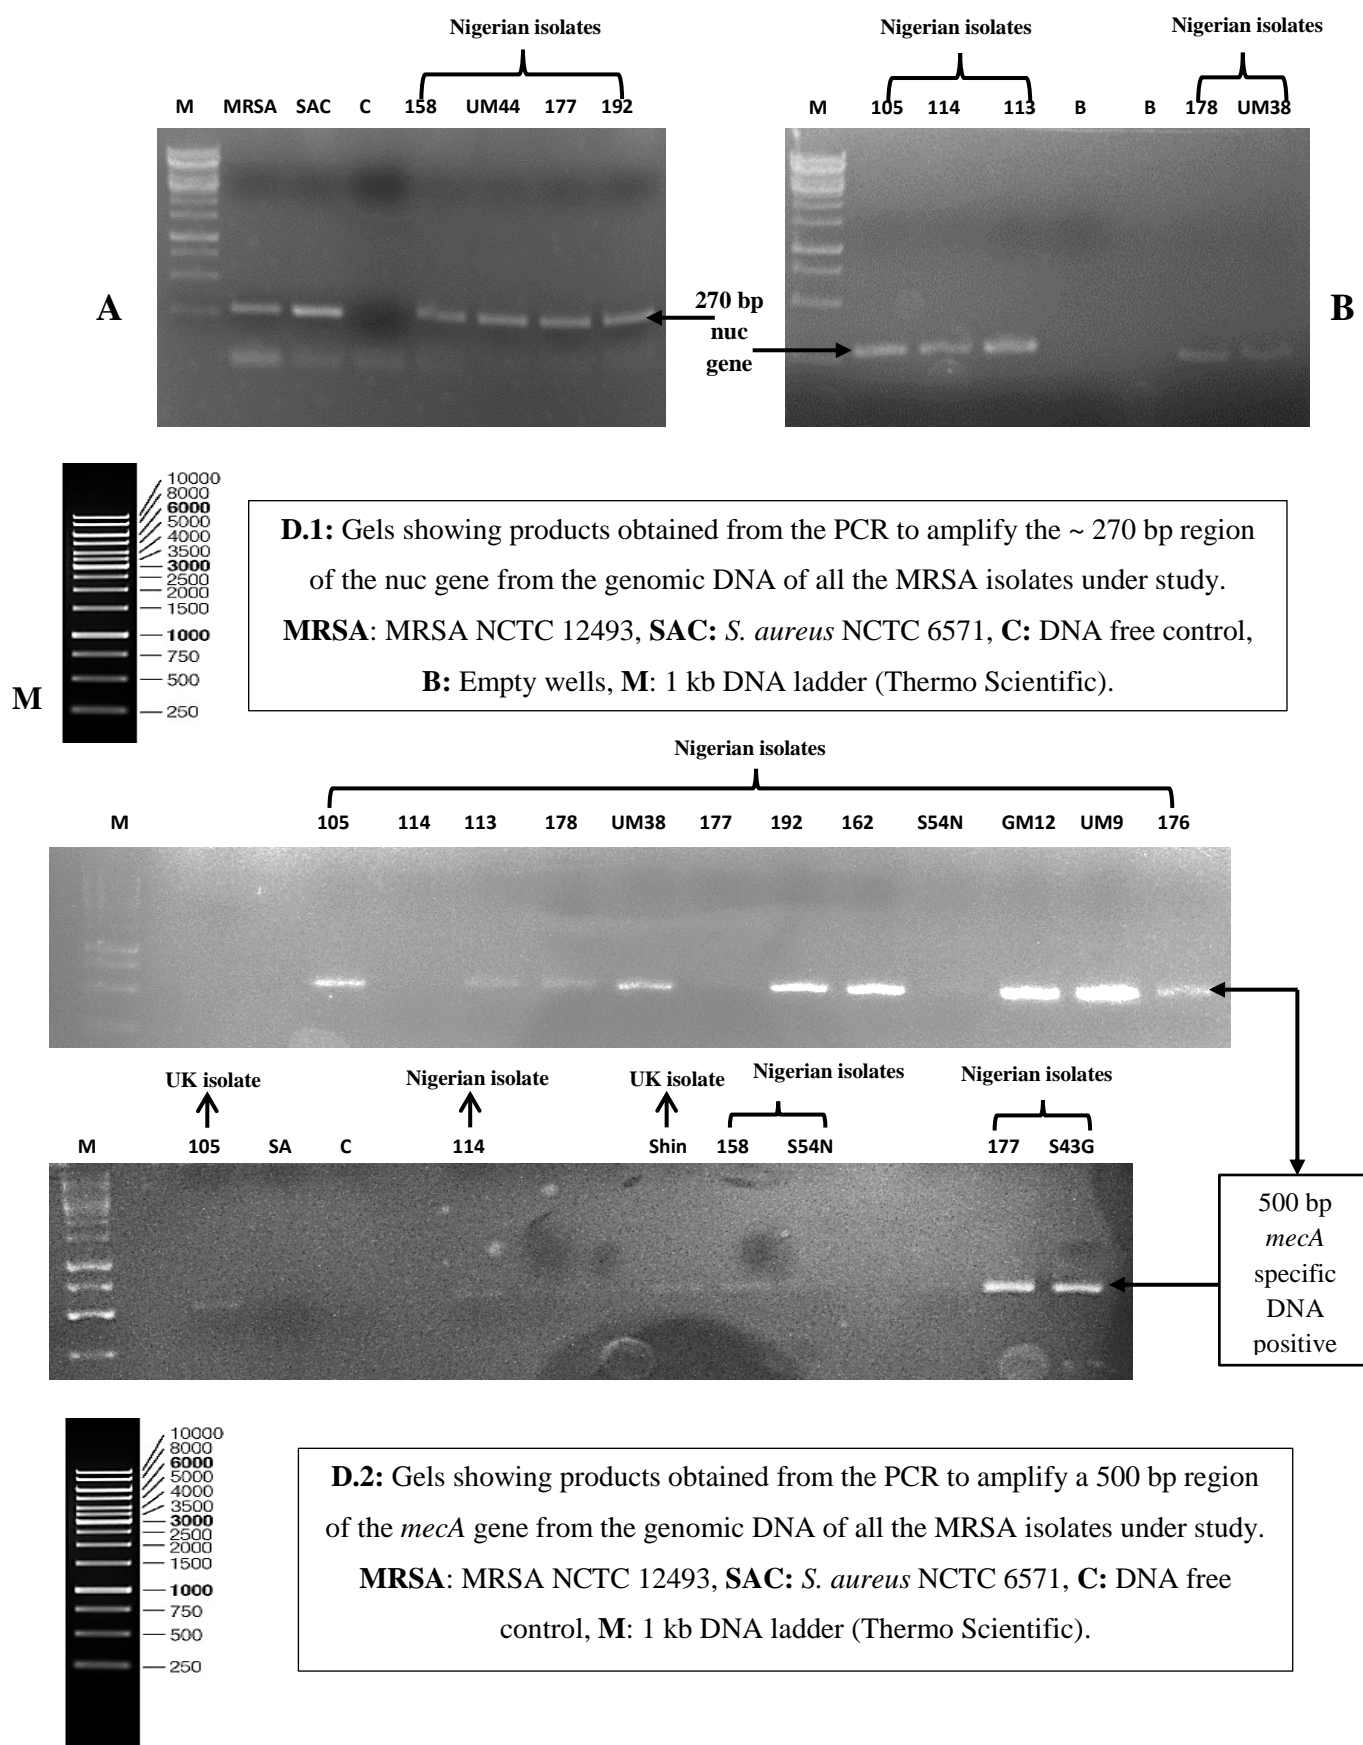 Nigerian isolates
M MRSA SAC C 158 UM44 177 192
A
Nigerian isolates Nigerian isolates
M 105 114 113 B B 178 UM38
B
270 bp
nuc
gene
10000
8000
6000
5000
4000
3500
3000
2500
2000
1500
1000
750
500
250
M
D.1: Gels showing products obtained from the PCR to amplify the ~ 270 bp region
of the nuc gene from the genomic DNA of all the MRSA isolates under study.
MRSA: MRSA NCTC 12493, SAC: S. aureus NCTC 6571, C: DNA free control,
B: Empty wells, M: 1 kb DNA ladder (Thermo Scientific).
Nigerian isolates
M 105 114 113 178 UM38 177 192 162 S54N GM12 UM9 176
UK isolate Nigerian isolate UK isolate Nigerian isolates Nigerian isolates
M 105 SA C 114 Shin 158 S54N 177 S43G
500 bp
mecA
specific
DNA
positive
10000
8000
6000
5000
4000
3500
3000
2500
2000
1500
1000
750
500
250
D.2: Gels showing products obtained from the PCR to amplify a 500 bp region
of the mecA gene from the genomic DNA of all the MRSA isolates under study.
MRSA: MRSA NCTC 12493, SAC: S. aureus NCTC 6571, C: DNA free
control, M: 1 kb DNA ladder (Thermo Scientific).